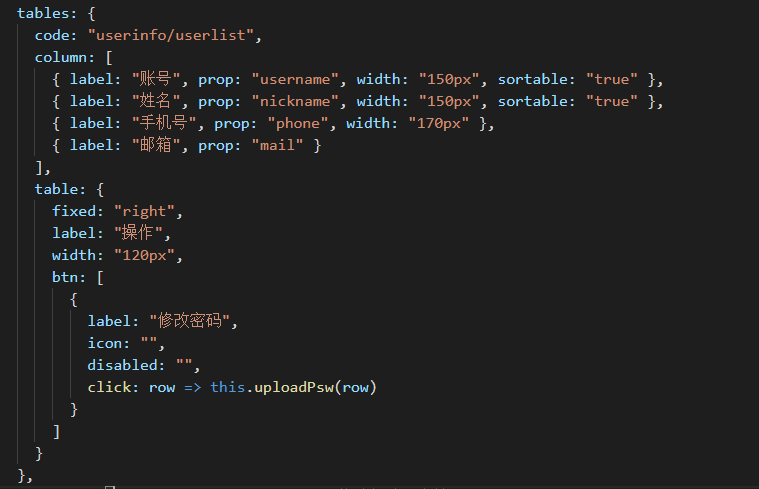 tables: {
code: "userinfo/userlist",
column: [
{ label: "账号", prop: "username", width: "150px", sortable: "true" },
{ label: "姓名", prop: "nickname", width: "150px", sortable: "true" },
{ label: "手机号", prop: "phone", width: "170px" },
{ label: "邮箱", prop: "mail" }
],
table: {
fixed: "right",
label: "操作",
width: "120px",
btn: [
{
label: "修改密码",
icon: "",
disabled: "",
click: row => this.uploadPsw(row)
}
]
}
},